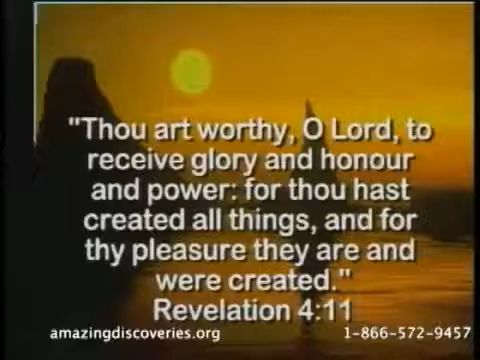 "Thou art worthy, O Lord, to
receive glory and honour
and power: for thou hast
created all things, and for
thy pleasure they are and
were created."
Revelation 4:11
amazingdiscoveries.org 1-866-572-9457